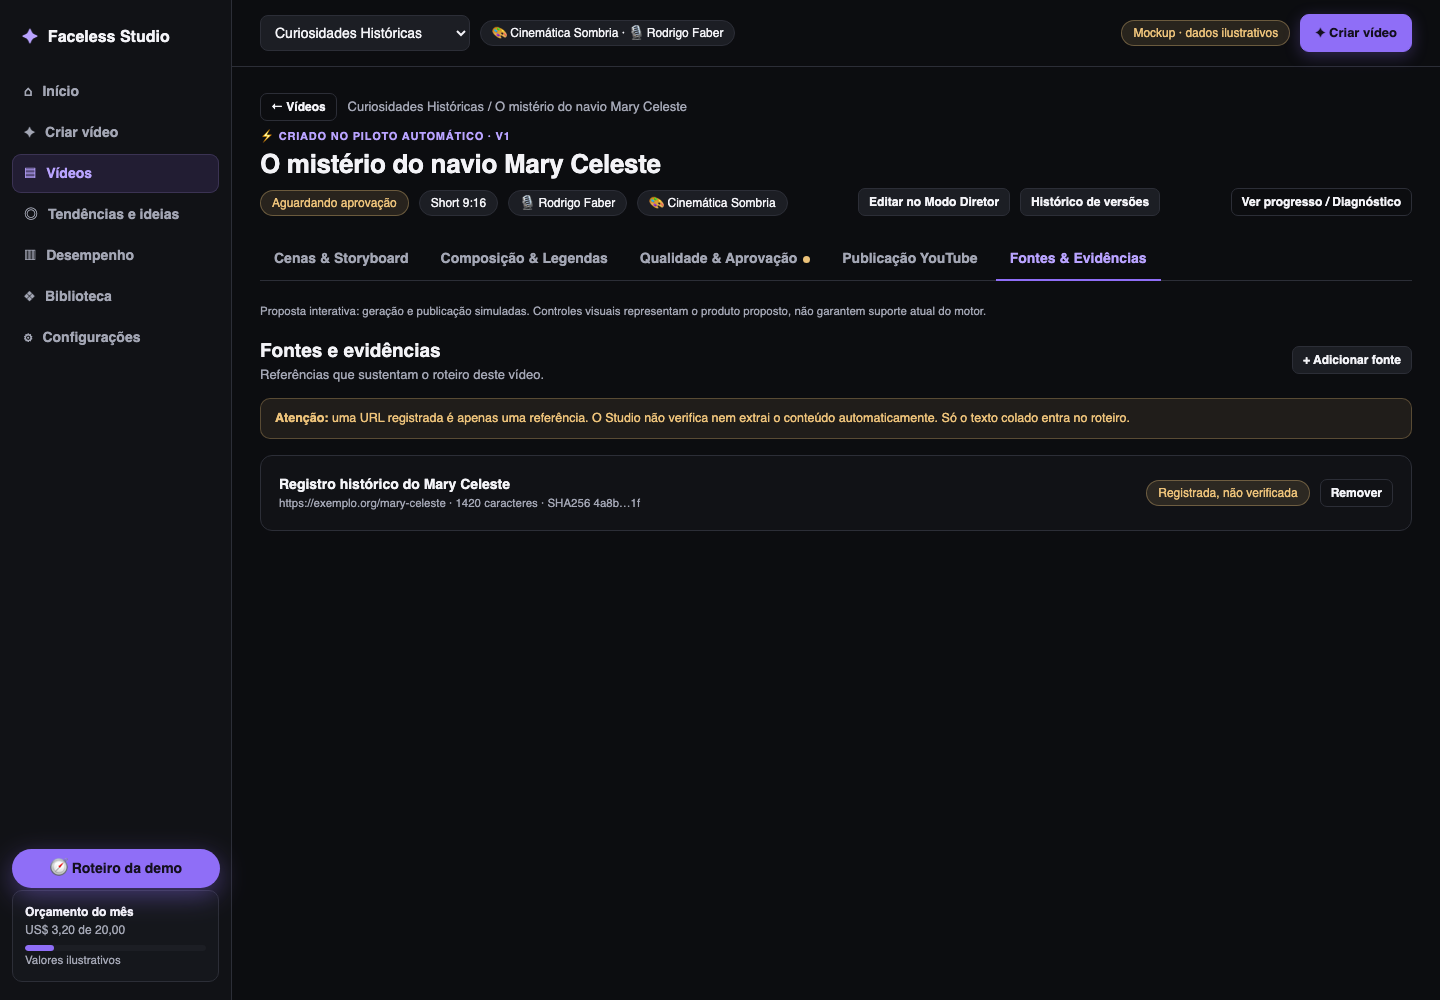 Faceless Studio
Início
Criar vídeo
Vídeos
Tendências e ideias
Desempenho
Biblioteca
Configurações
Roteiro da demo
Orçamento do mês
US$ 3,20 de 20,00
Valores ilustrativos
Curiosidades Históricas
Cinemática Sombria · Rodrigo Faber
Mockup · dados ilustrativos
✦ Criar vídeo
← Vídeos
Curiosidades Históricas / O mistério do navio Mary Celeste
⚡ CRIADO NO PILOTO AUTOMÁTICO · V1
O mistério do navio Mary Celeste
Aguardando aprovação
Short 9:16
Rodrigo Faber
Cinemática Sombria
Editar no Modo Diretor
Histórico de versões
Ver progresso / Diagnóstico
Cenas & Storyboard
Composição & Legendas
Qualidade & Aprovação
Publicação YouTube
Fontes & Evidências
Proposta interativa: geração e publicação simuladas. Controles visuais representam o produto proposto, não garantem suporte atual do motor.
Fontes e evidências
Referências que sustentam o roteiro deste vídeo.
+ Adicionar fonte
Atenção: uma URL registrada é apenas uma referência. O Studio não verifica nem extrai o conteúdo automaticamente. Só o texto colado entra no roteiro.
Registro histórico do Mary Celeste
https://exemplo.org/mary-celeste · 1420 caracteres · SHA256 4a8b…1f
Registrada, não verificada
Remover